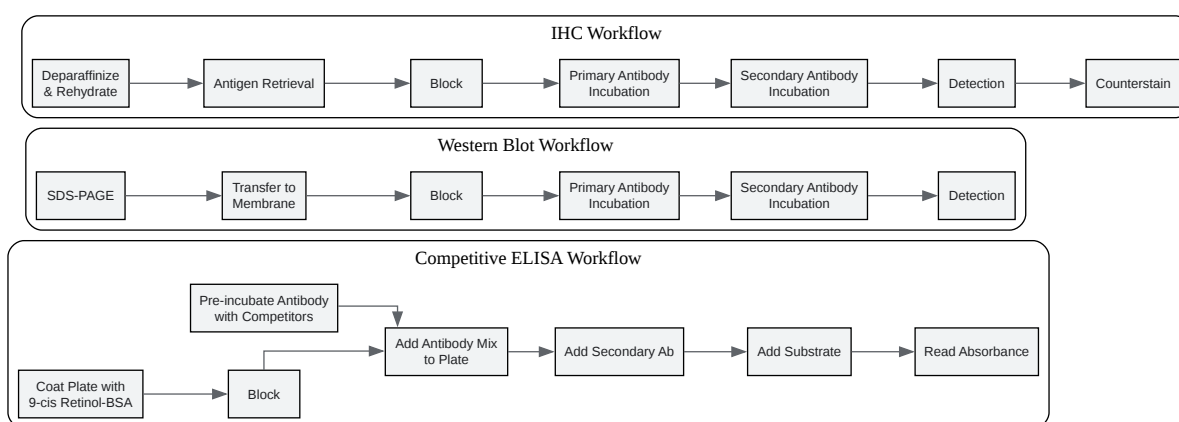 IHC Workflow
Deparaffinize
& Rehydrate
Antigen Retrieval
Block
Primary Antibody
Incubation
Secondary Antibody
Incubation
Detection
Counterstain
Western Blot Workflow
SDS-PAGE
Transfer to
Membrane
Block
Primary Antibody
Incubation
Secondary Antibody
Incubation
Detection
Competitive ELISA Workflow
Pre-incubate Antibody
with Competitors
Coat Plate with
9-cis Retinol-BSA
Block
Add Antibody Mix
to Plate
Add Secondary Ab
Add Substrate
Read Absorbance